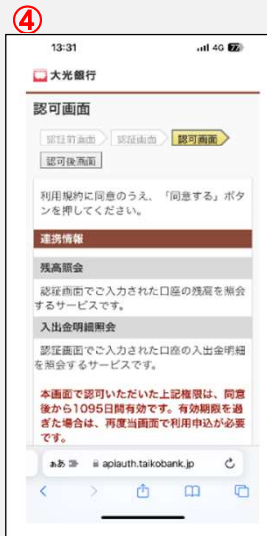 ④
13:31
4G 77
大光銀行
認可画面
認証前画面 認証画面 認可画面
認可後画面
利用規約に同意のうえ、「同意する」ボタ
ンを押してください。
連携情報
残高照会
認証画面でご入力された口座の残高を照会
するサービスです。
入出金明細照会
認証画面でご入力された口座の入出金明細
を照会するサービスです。
本画面で認可いただいた上記権限は、同意
後から1095日間有効です。有効期限を過
ぎた場合は、再度当画面で利用申込が必要
です。
ぁあ apiauth.taikobank.jp